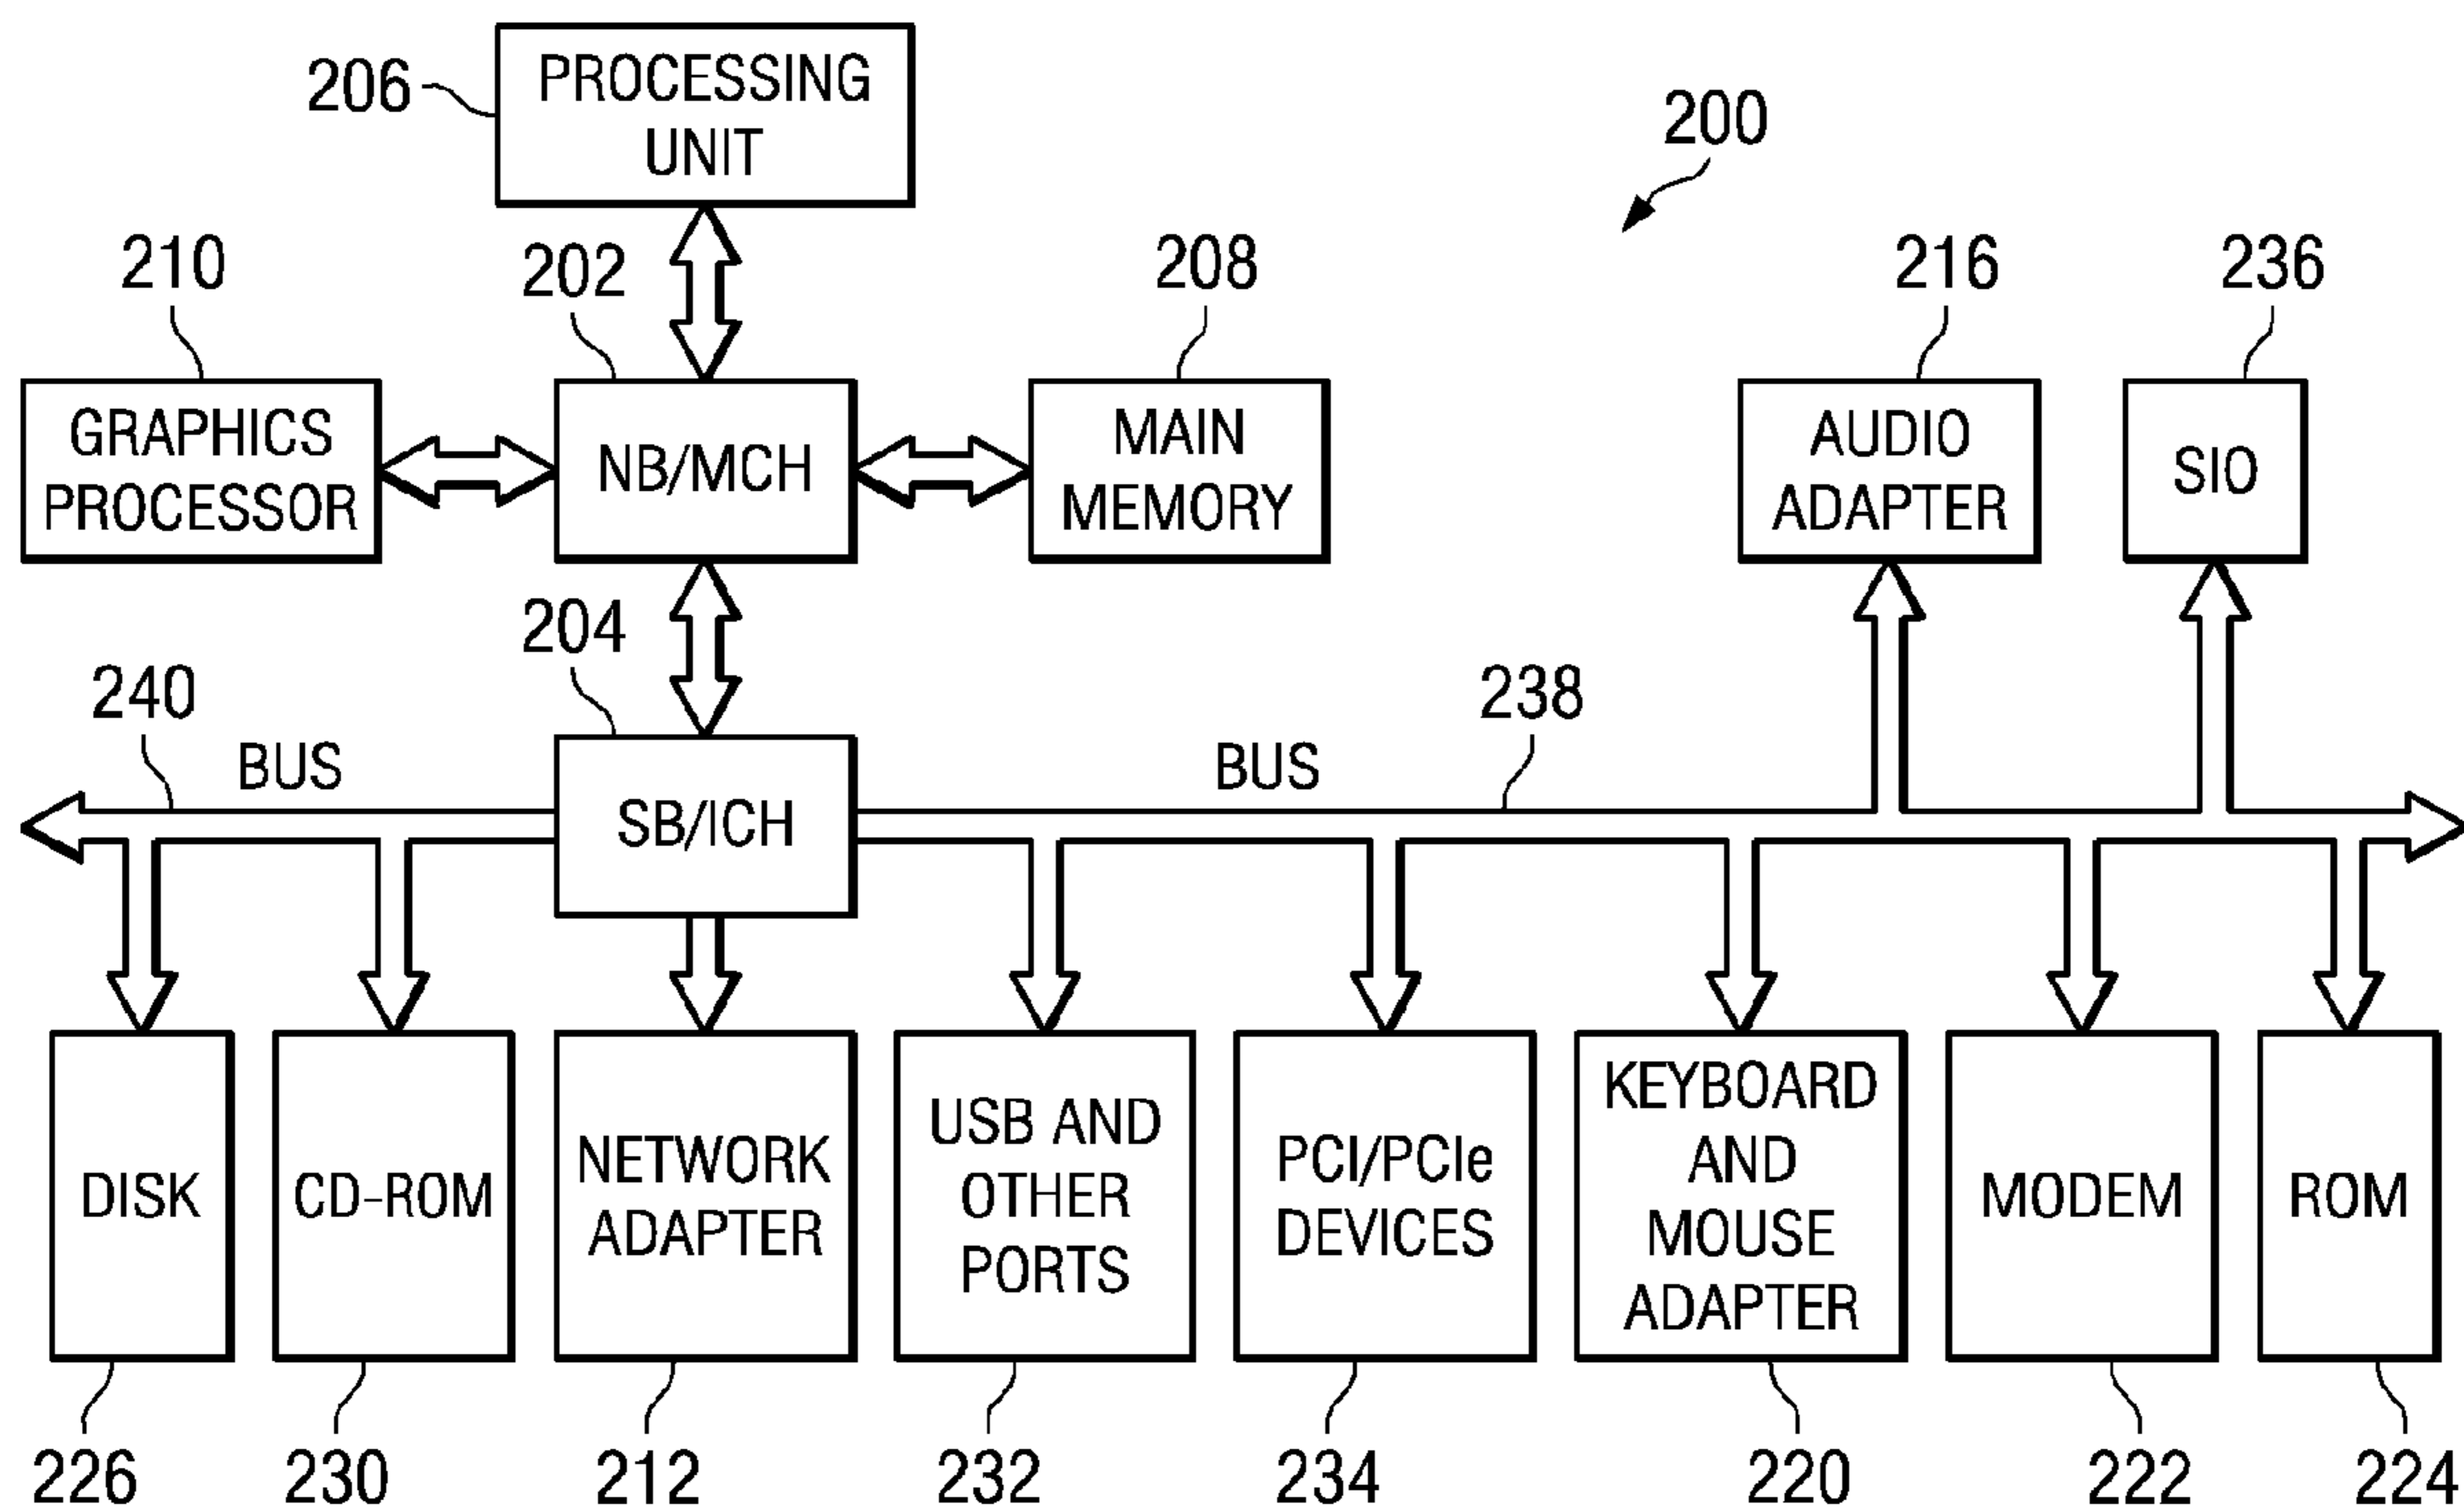 206
PROCESSING
UNIT
200
210
202
208
216
236
GRAPHICS
PROCESSOR
NB/MCH
MAIN
MEMORY
AUDIO
ADAPTER
SIO
204
240
BUS
SB/ICH
BUS
238
DISK
CD-ROM
NETWORK
ADAPTER
USB AND
OTHER
PORTS
PCI/PCIe
DEVICES
KEYBOARD
AND
MOUSE
ADAPTER
MODEM
ROM
226
230
212
232
234
220
222
224